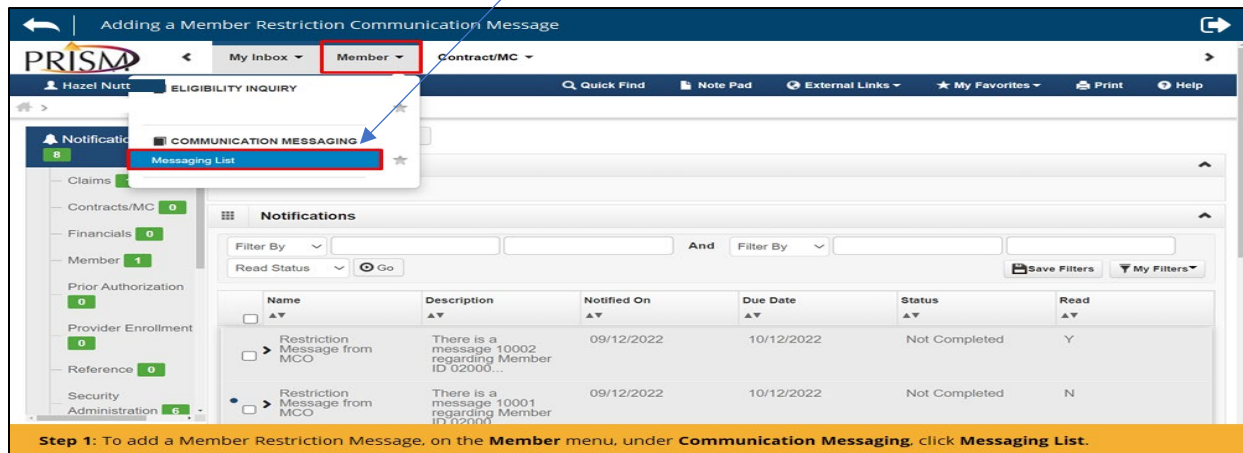 Adding a Member Restriction Communication Message
PRISM
My Inbox
Member
Contract/MC
Hazel Nutt
Quick Find
Note Pad
External Links
My Favorites
Print
Help
ELIGIBILITY INQUIRY
COMMUNICATION MESSAGING
Messaging List
8
Claims
Contracts/MC 0
Financials 0
Member 1
Prior Authorization
0
Provider Enrollment
0
Reference 0
Security
Administration 6
Notifications
Filter By
And
Filter By
Read Status
Go
Save Filters
My Filters
Name
Description
Notified On
Due Date
Status
Read
Restriction
Message from
MCO
There is a
message 10002
regarding Member
ID 02000...
09/12/2022
10/12/2022
Not Completed
Y
Restriction
Message from
MCO
There is a
message 10001
regarding Member
ID 02000
09/12/2022
10/12/2022
Not Completed
N
Step 1: To add a Member Restriction Message, on the Member menu, under Communication Messaging, click Messaging List.